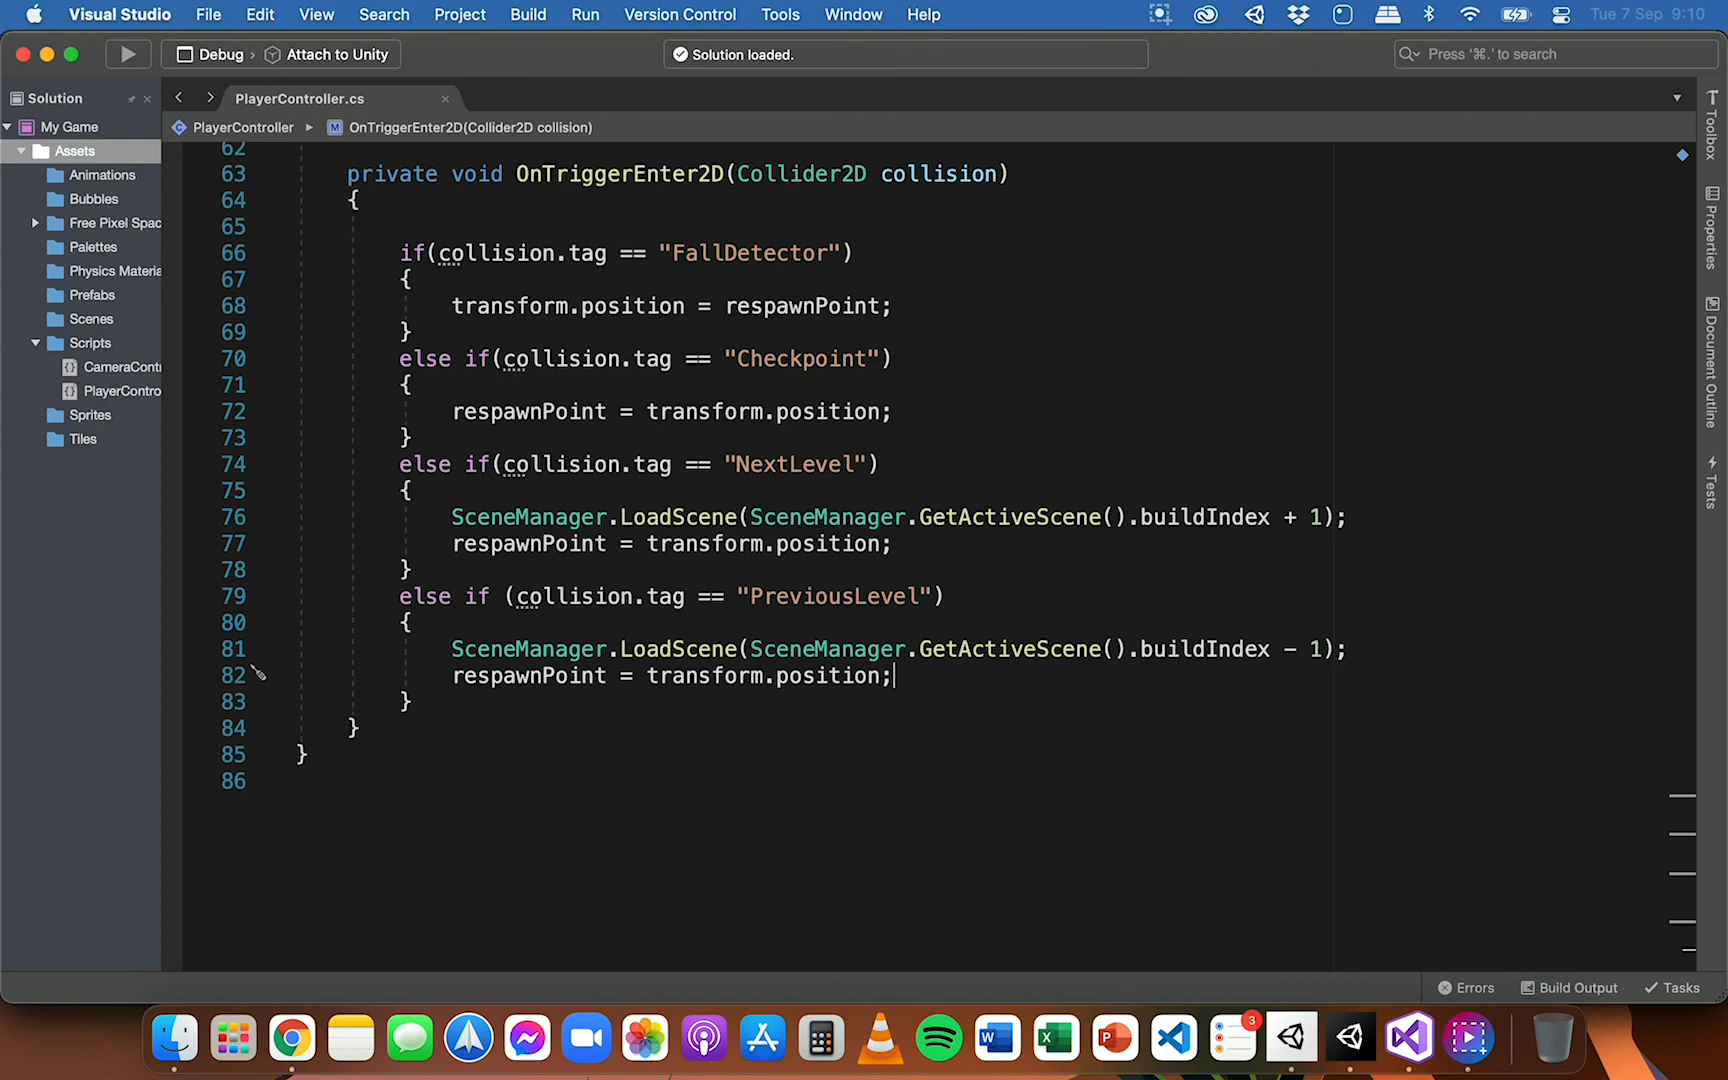 Visual Studio File Edit View Search Project Build Run Version Control Tools Window Help Tue 7 Sep 9:10
Debug › Attach to Unity
Solution loaded.
Press '⌘.' to search
Solution
PlayerController.cs
My Game
PlayerController OnTriggerEnter2D(Collider2D collision)
Assets
Animations
Bubbles
Free Pixel Spac
Palettes
Physics Materia
Prefabs
Scenes
Scripts
CameraContr
PlayerContro
Sprites
Tiles
62
63 private void OnTriggerEnter2D(Collider2D collision)
64 {
65
66 if(collision.tag == "FallDetector")
67 {
68 transform.position = respawnPoint;
69 }
70 else if(collision.tag == "Checkpoint")
71 {
72 respawnPoint = transform.position;
73 }
74 else if(collision.tag == "NextLevel")
75 {
76 SceneManager.LoadScene(SceneManager.GetActiveScene().buildIndex + 1);
77 respawnPoint = transform.position;
78 }
79 else if (collision.tag == "PreviousLevel")
80 {
81 SceneManager.LoadScene(SceneManager.GetActiveScene().buildIndex - 1);
82 respawnPoint = transform.position;
83 }
84 }
85 }
86
Toolbox
Properties
Document Outline
Tests
Errors Build Output Tasks
3
W
X
P